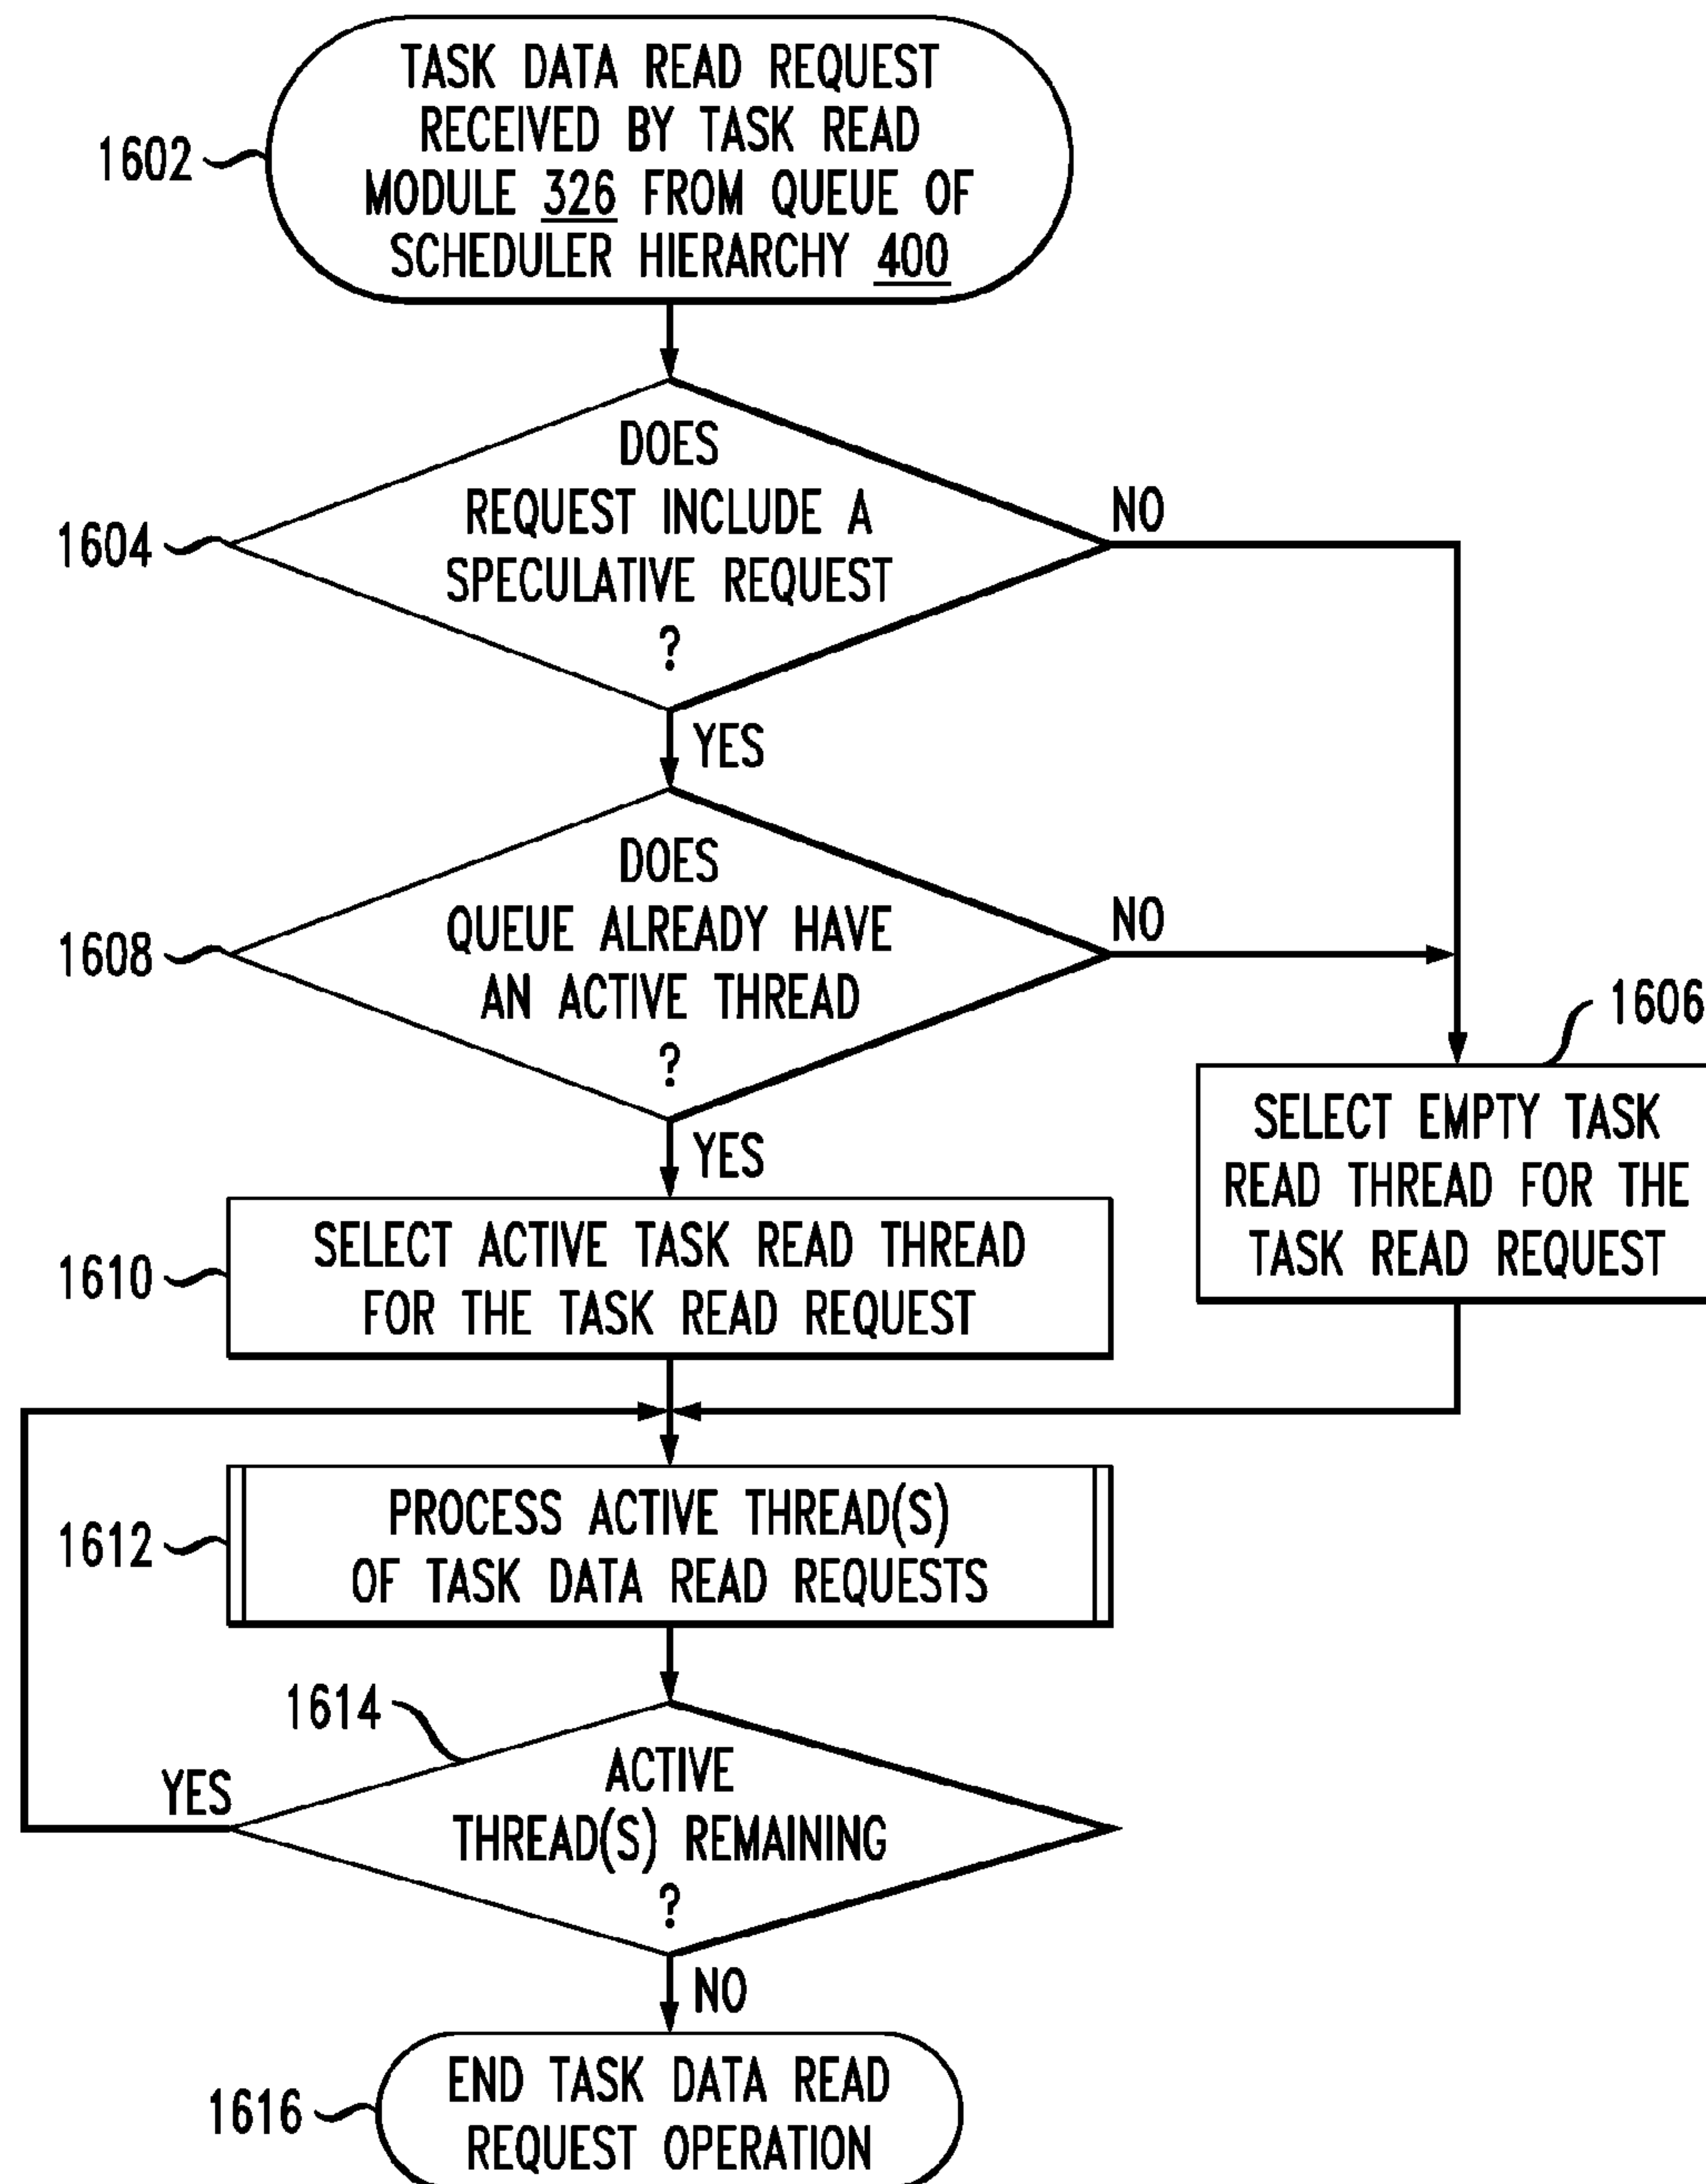 TASK DATA READ REQUEST
RECEIVED BY TASK READ
MODULE 326 FROM QUEUE OF
SCHEDULER HIERARCHY 400
1602
DOES
REQUEST INCLUDE A
SPECULATIVE REQUEST
?
1604
NO
YES
DOES
QUEUE ALREADY HAVE
AN ACTIVE THREAD
?
1608
NO
YES
1606
SELECT EMPTY TASK
READ THREAD FOR THE
TASK READ REQUEST
SELECT ACTIVE TASK READ THREAD
FOR THE TASK READ REQUEST
1610
PROCESS ACTIVE THREAD(S)
OF TASK DATA READ REQUESTS
1612
1614
ACTIVE
THREAD(S) REMAINING
?
YES
NO
END TASK DATA READ
REQUEST OPERATION
1616